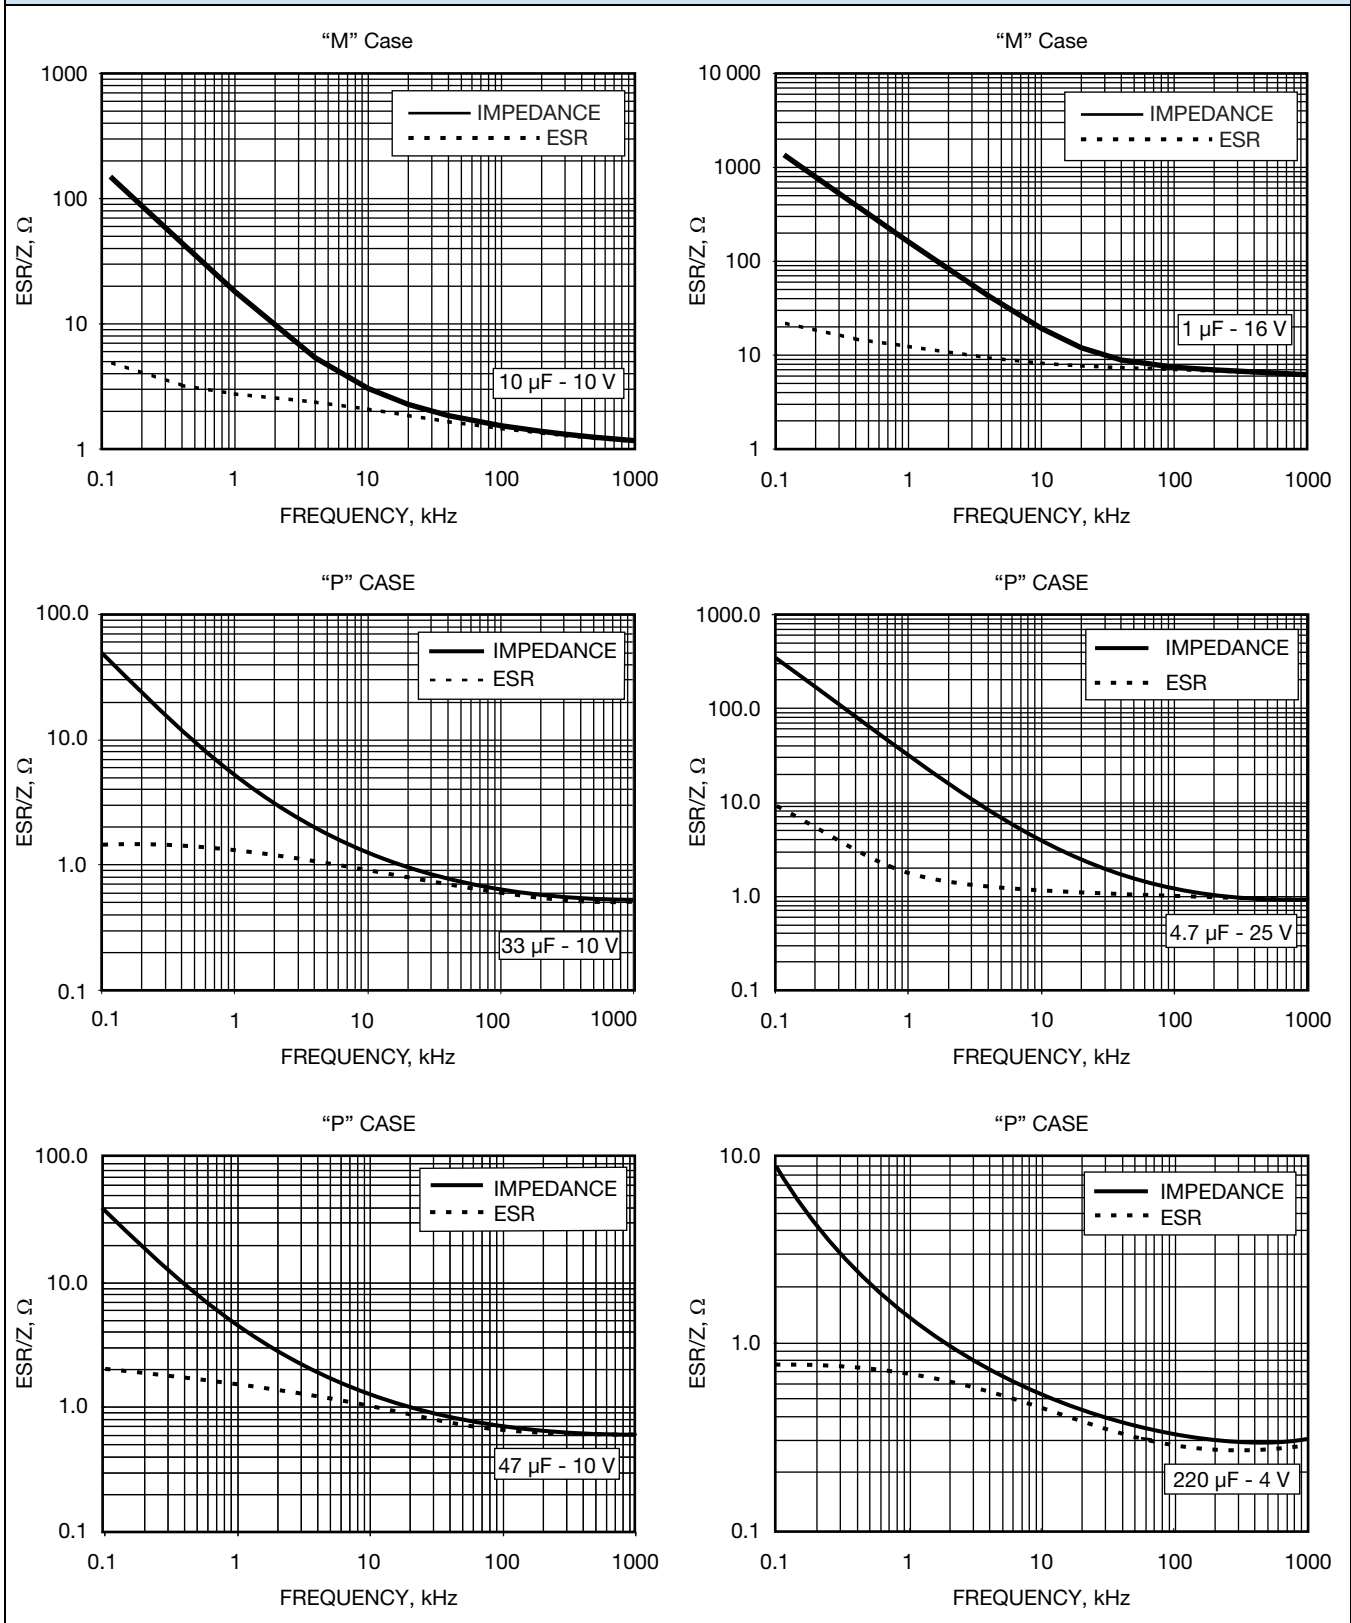 “M” Case
1000
100
10
1
ESR/Z, Ω
IMPEDANCE
ESR
10 µF - 10 V
0.1 1 10 100 1000
FREQUENCY, kHz
“M” Case
10 000
1000
100
10
1
ESR/Z, Ω
IMPEDANCE
ESR
1 µF - 16 V
0.1 1 10 100 1000
FREQUENCY, kHz
“P” CASE
100.0
10.0
1.0
0.1
ESR/Z, Ω
IMPEDANCE
ESR
33 µF - 10 V
0.1 1 10 100 1000
FREQUENCY, kHz
“P” CASE
1000.0
100.0
10.0
1.0
0.1
ESR/Z, Ω
IMPEDANCE
ESR
4.7 µF - 25 V
0.1 1 10 100 1000
FREQUENCY, kHz
“P” CASE
100.0
10.0
1.0
0.1
ESR/Z, Ω
IMPEDANCE
ESR
47 µF - 10 V
0.1 1 10 100 1000
FREQUENCY, kHz
“P” CASE
10.0
1.0
0.1
ESR/Z, Ω
IMPEDANCE
ESR
220 µF - 4 V
0.1 1 10 100 1000
FREQUENCY, kHz